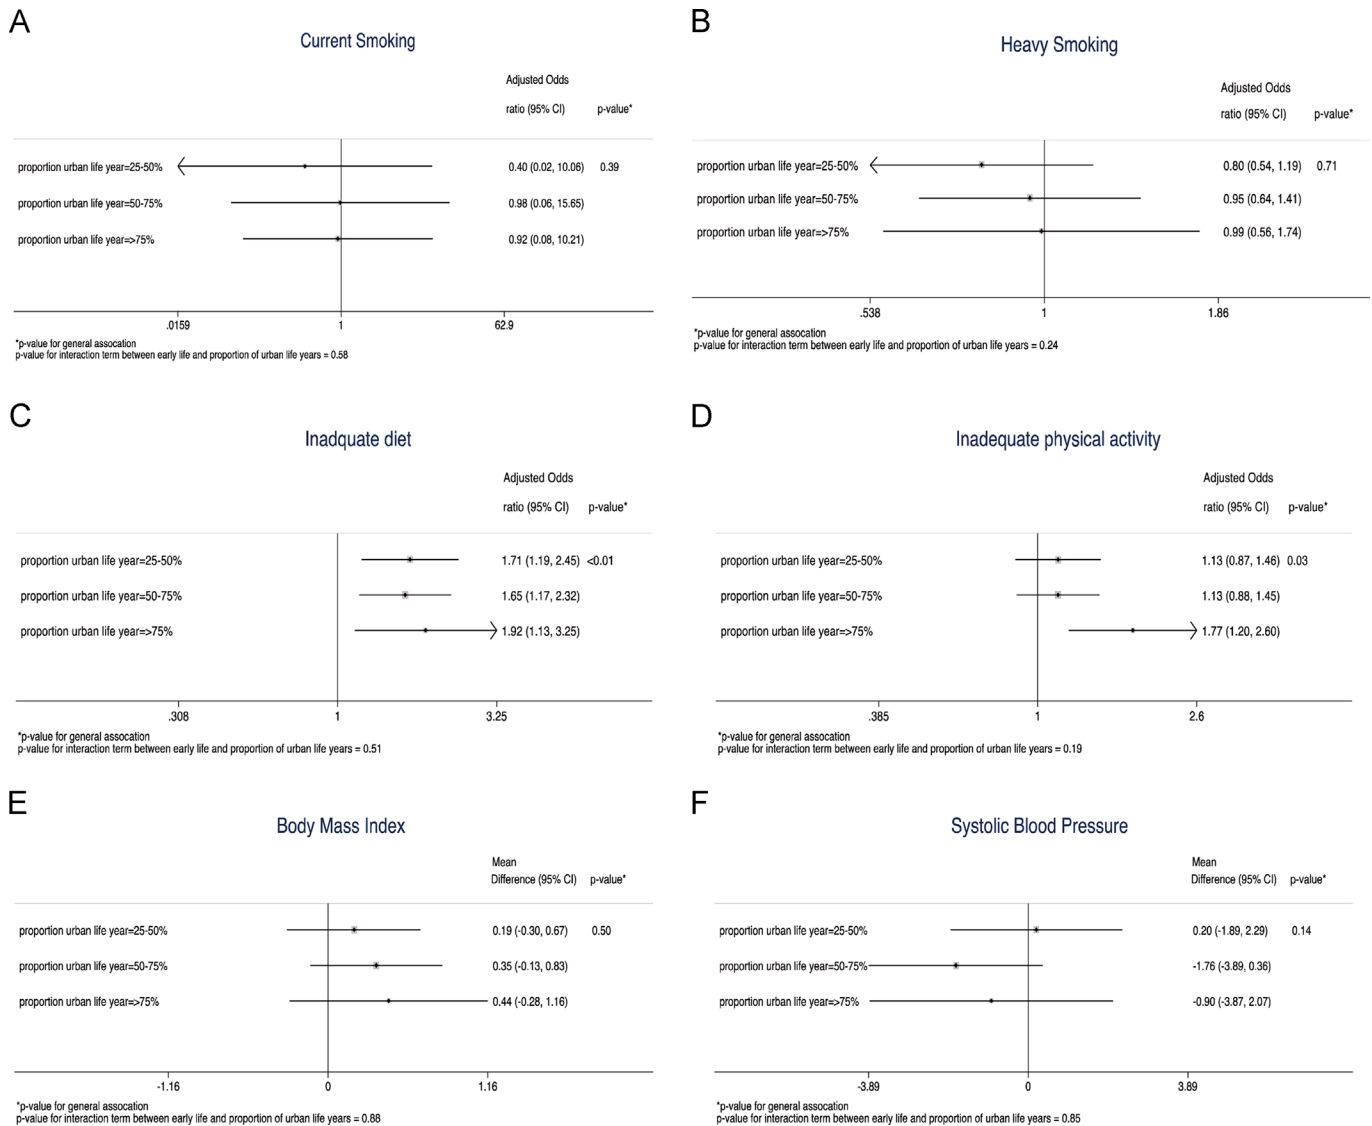 A
Current Smoking
Adjusted Odds
ratio (95% CI) p-value*
proportion urban life year=25-50% 0.40 (0.02, 10.06) 0.39
proportion urban life year=50-75% 0.98 (0.06, 15.65)
proportion urban life year=>75% 0.92 (0.08, 10.21)
.0159 1 62.9
*p-value for general assocation
p-value for interaction term between early life and proportion of urban life years = 0.58
B
Heavy Smoking
Adjusted Odds
ratio (95% CI) p-value*
proportion urban life year=25-50% 0.80 (0.54, 1.19) 0.71
proportion urban life year=50-75% 0.95 (0.64, 1.41)
proportion urban life year=>75% 0.99 (0.56, 1.74)
.538 1 1.86
*p-value for general assocation
p-value for interaction term between early life and proportion of urban life years = 0.24
C
Inadquate diet
Adjusted Odds
ratio (95% CI) p-value*
proportion urban life year=25-50% 1.71 (1.19, 2.45) <0.01
proportion urban life year=50-75% 1.65 (1.17, 2.32)
proportion urban life year=>75% 1.92 (1.13, 3.25)
.308 1 3.25
*p-value for general assocation
p-value for interaction term between early life and proportion of urban life years = 0.51
D
Inadequate physical activity
Adjusted Odds
ratio (95% CI) p-value*
proportion urban life year=25-50% 1.13 (0.87, 1.46) 0.03
proportion urban life year=50-75% 1.13 (0.88, 1.45)
proportion urban life year=>75% 1.77 (1.20, 2.60)
.385 1 2.6
*p-value for general assocation
p-value for interaction term between early life and proportion of urban life years = 0.19
E
Body Mass Index
Mean
Difference (95% CI) p-value*
proportion urban life year=25-50% 0.19 (-0.30, 0.67) 0.50
proportion urban life year=50-75% 0.35 (-0.13, 0.83)
proportion urban life year=>75% 0.44 (-0.28, 1.16)
-1.16 0 1.16
*p-value for general assocation
p-value for interaction term between early life and proportion of urban life years = 0.88
F
Systolic Blood Pressure
Mean
Difference (95% CI) p-value*
proportion urban life year=25-50% 0.20 (-1.89, 2.29) 0.14
proportion urban life year=50-75% -1.76 (-3.89, 0.36)
proportion urban life year=>75% -0.90 (-3.87, 2.07)
-3.89 0 3.89
*p-value for general assocation
p-value for interaction term between early life and proportion of urban life years = 0.85